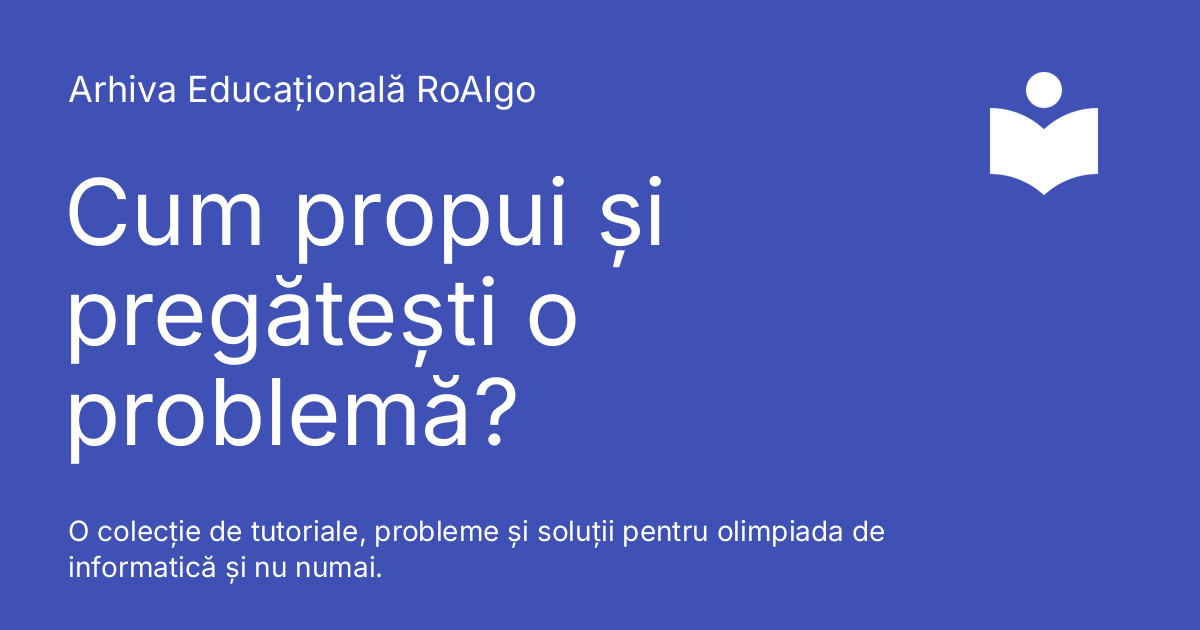 Arhiva Educațională RoAlgo
Cum propui și
pregătești o
problemă?
O colecție de tutoriale, probleme și soluții pentru olimpiada de
informatică și nu numai.